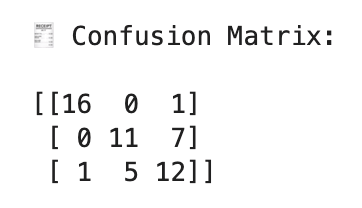 🧾 Confusion Matrix:
[[16  0  1]
 [ 0 11  7]
 [ 1  5 12]]